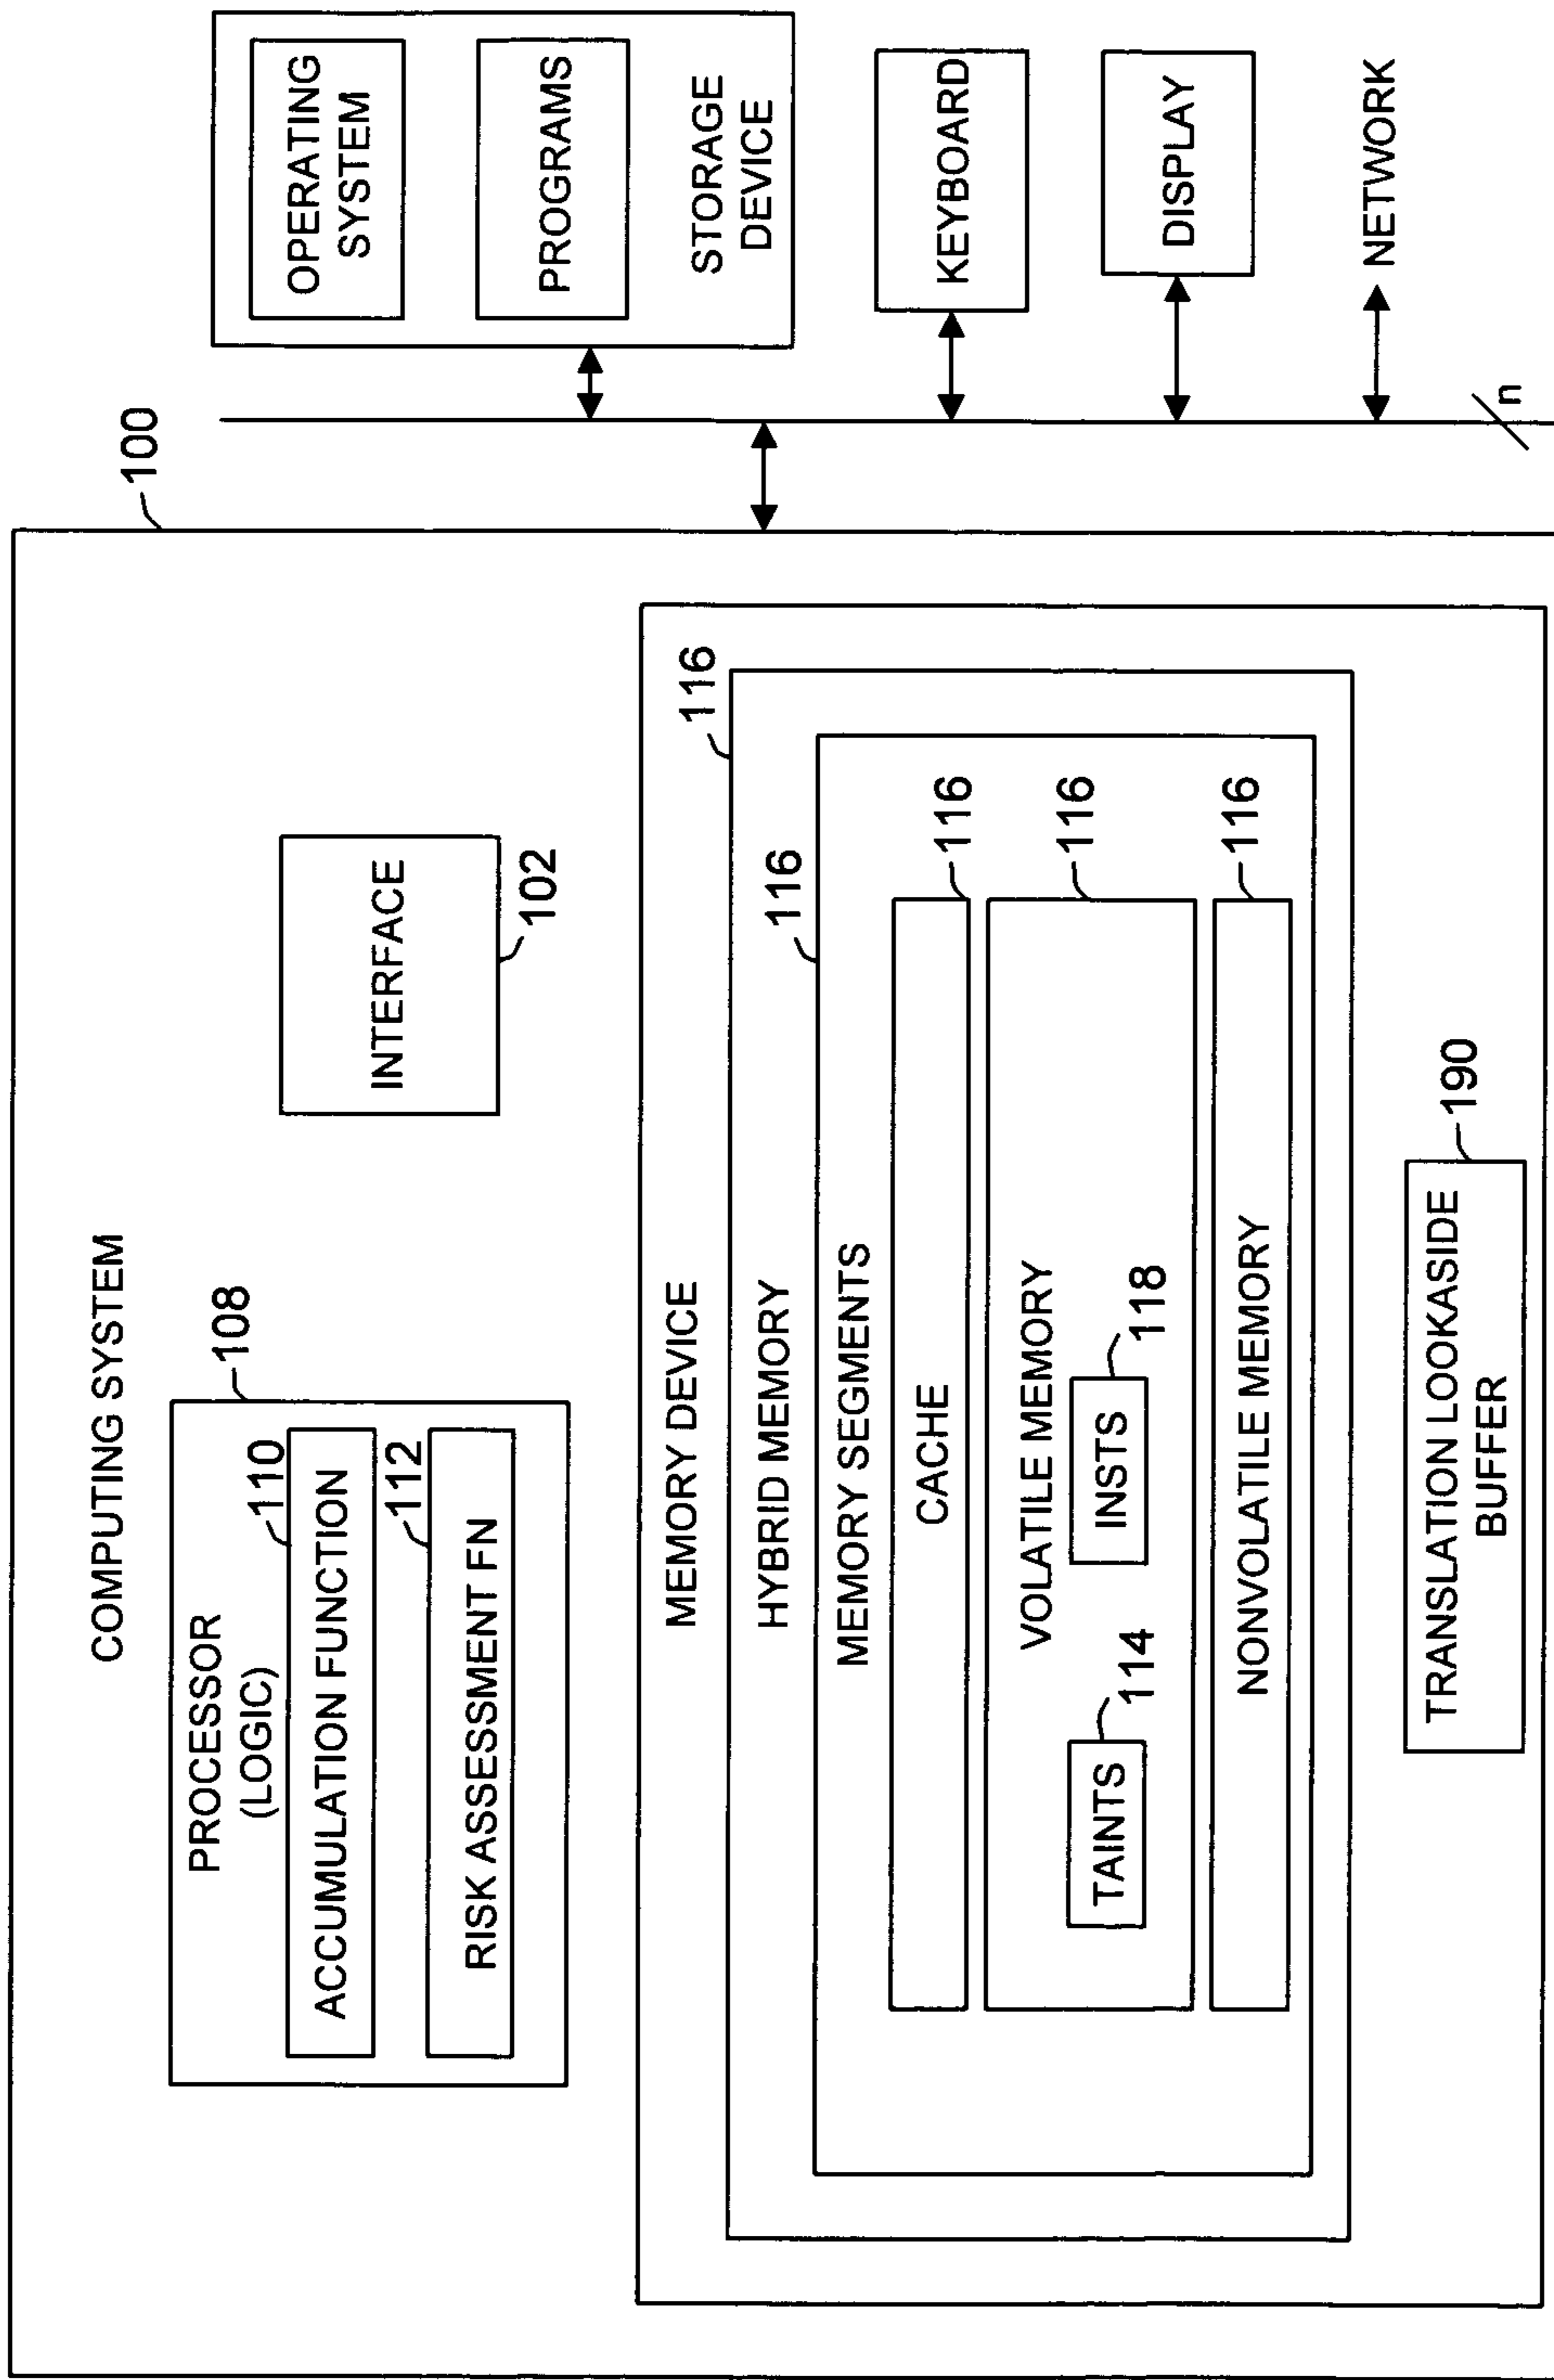 COMPUTING SYSTEM
100
PROCESSOR
(LOGIC)
108
ACCUMULATION FUNCTION
110
RISK ASSESSMENT FN
112
INTERFACE
102
MEMORY DEVICE
HYBRID MEMORY
116
MEMORY SEGMENTS
116
CACHE
116
VOLATILE MEMORY
116
TAINTS
114
INSTS
118
NONVOLATILE MEMORY
116
TRANSLATION LOOKASIDE
BUFFER
190
OPERATING
SYSTEM
PROGRAMS
STORAGE
DEVICE
KEYBOARD
DISPLAY
NETWORK
n